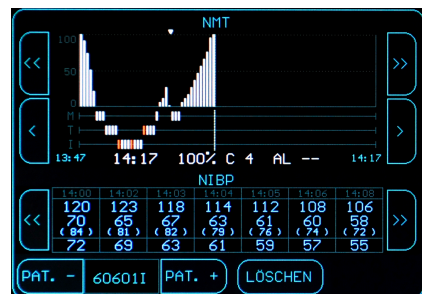 NMT
100
50
0
<<
>>
M
T
I
<
>
13:47 14:17 100% C 4 AL -- 14:17
NIBP
14:00 14:02 14:03 14:04 14:05 14:06 14:08
120 123 118 114 112 108 106
70 65 67 63 61 60 58
<< (84) (81) (82) (79) (76) (74) (72) >>
72 69 63 61 59 57 55
PAT. - 60601I PAT. + LÖSCHEN